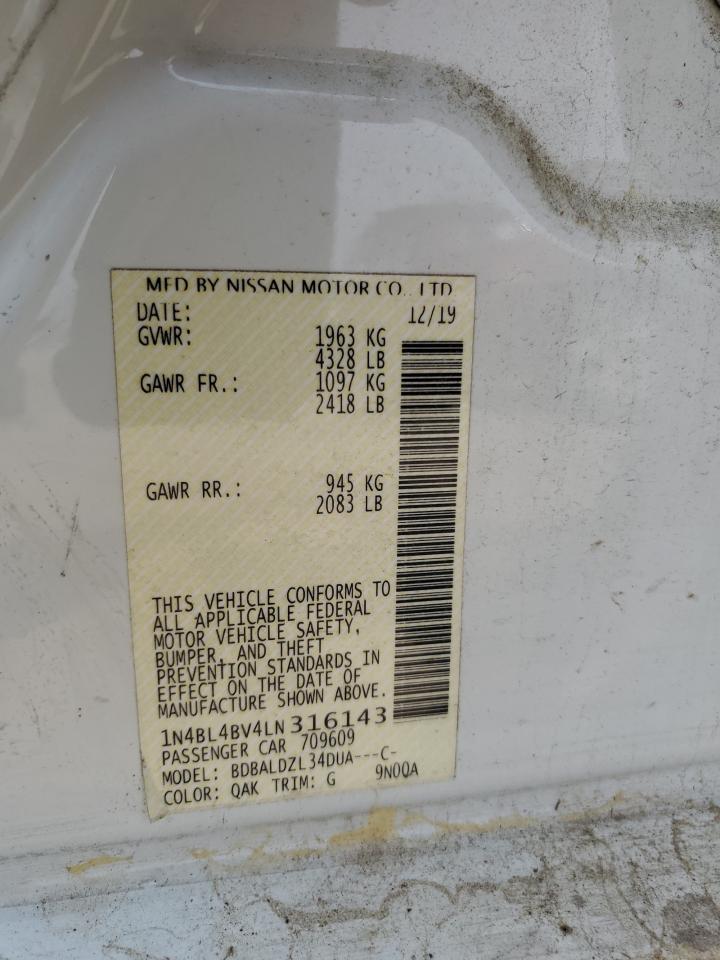 MFD BY NISSAN MOTOR CO., LTD.
DATE: 12/19
GVWR: 1963 KG
4328 LB
GAWR FR.: 1097 KG
2418 LB
GAWR RR.: 945 KG
2083 LB
THIS VEHICLE CONFORMS TO
ALL APPLICABLE FEDERAL
MOTOR VEHICLE SAFETY,
BUMPER, AND THEFT
PREVENTION STANDARDS IN
EFFECT ON THE DATE OF
MANUFACTURE SHOWN ABOVE.
1N4BL4BV4LN316143
PASSENGER CAR 709609
MODEL: BDBALDZL34DUA---C-
COLOR: QAK TRIM: G 9N0QA